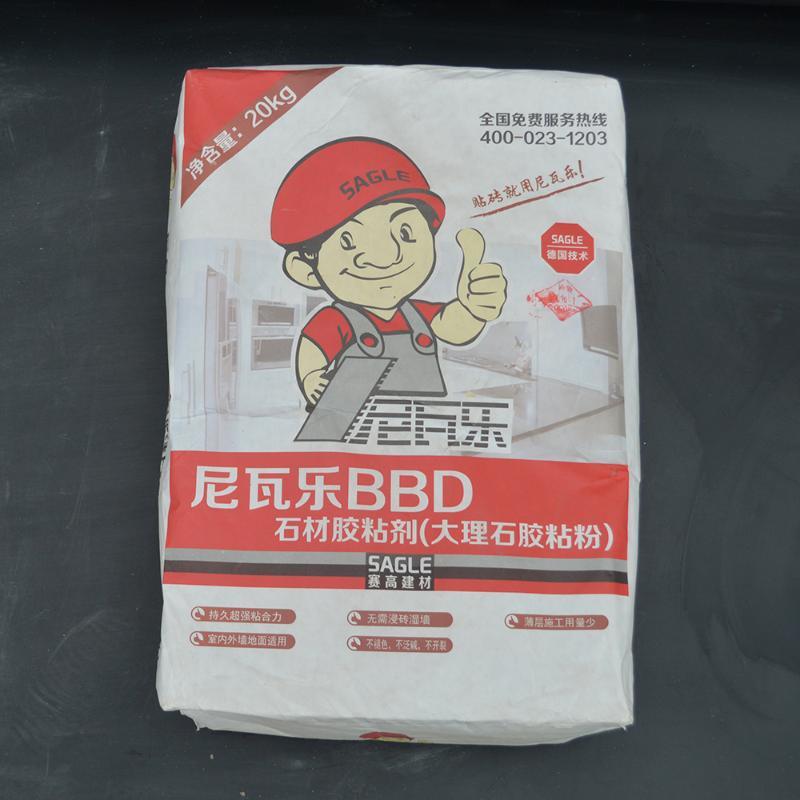 净含量：20kg
全国免费服务热线
400-023-1203
SAGLE
贴砖就用尼瓦乐！
SAGLE
德国技术
尼瓦乐
尼瓦乐BBD
石材胶粘剂(大理石胶粘粉)
SAGLE
赛高建材
持久超强粘合力
无需浸砖湿墙
薄层施工用量少
室内外墙地面适用
不褪色，不泛碱，不开裂